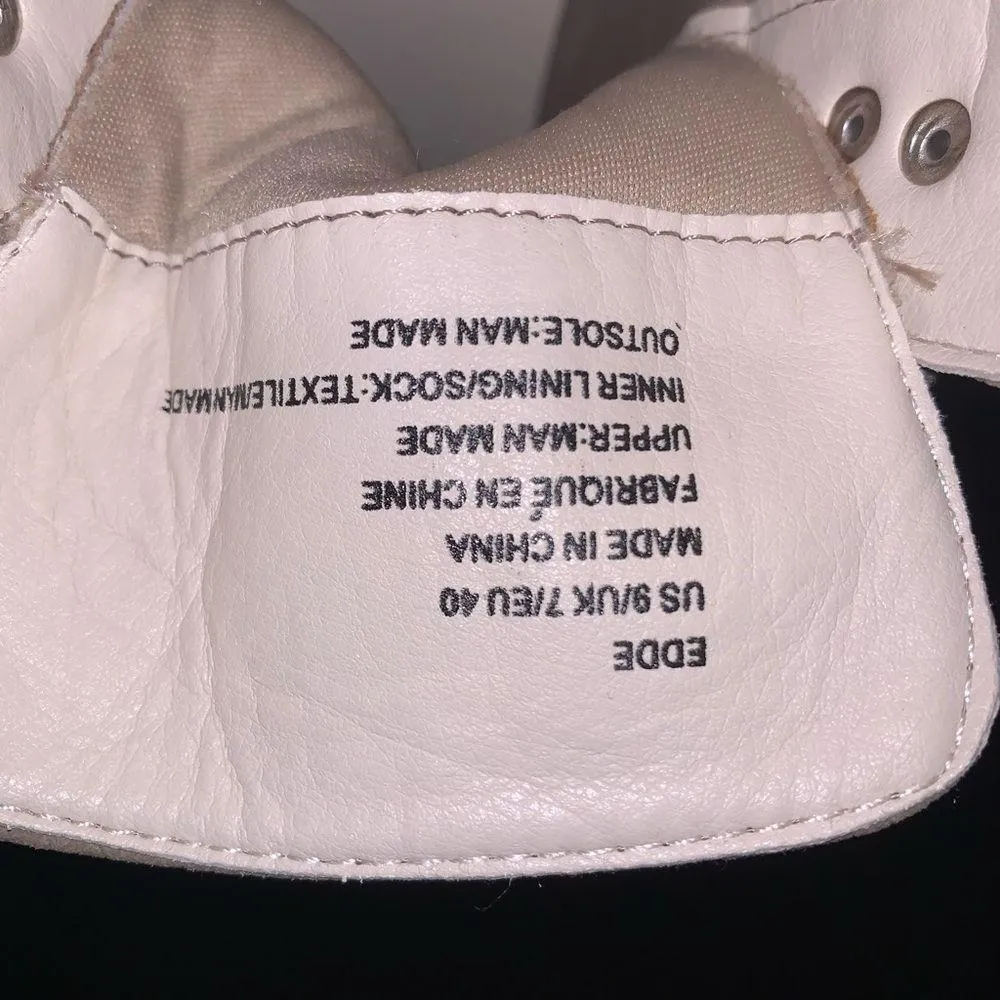 EDDE
US 9/UK 7/EU 40
MADE IN CHINA
FABRIQUÉ EN CHINE
UPPER:MAN MADE
INNER LINING/SOCK:TEXTILE/MANMADE
OUTSOLE:MAN MADE